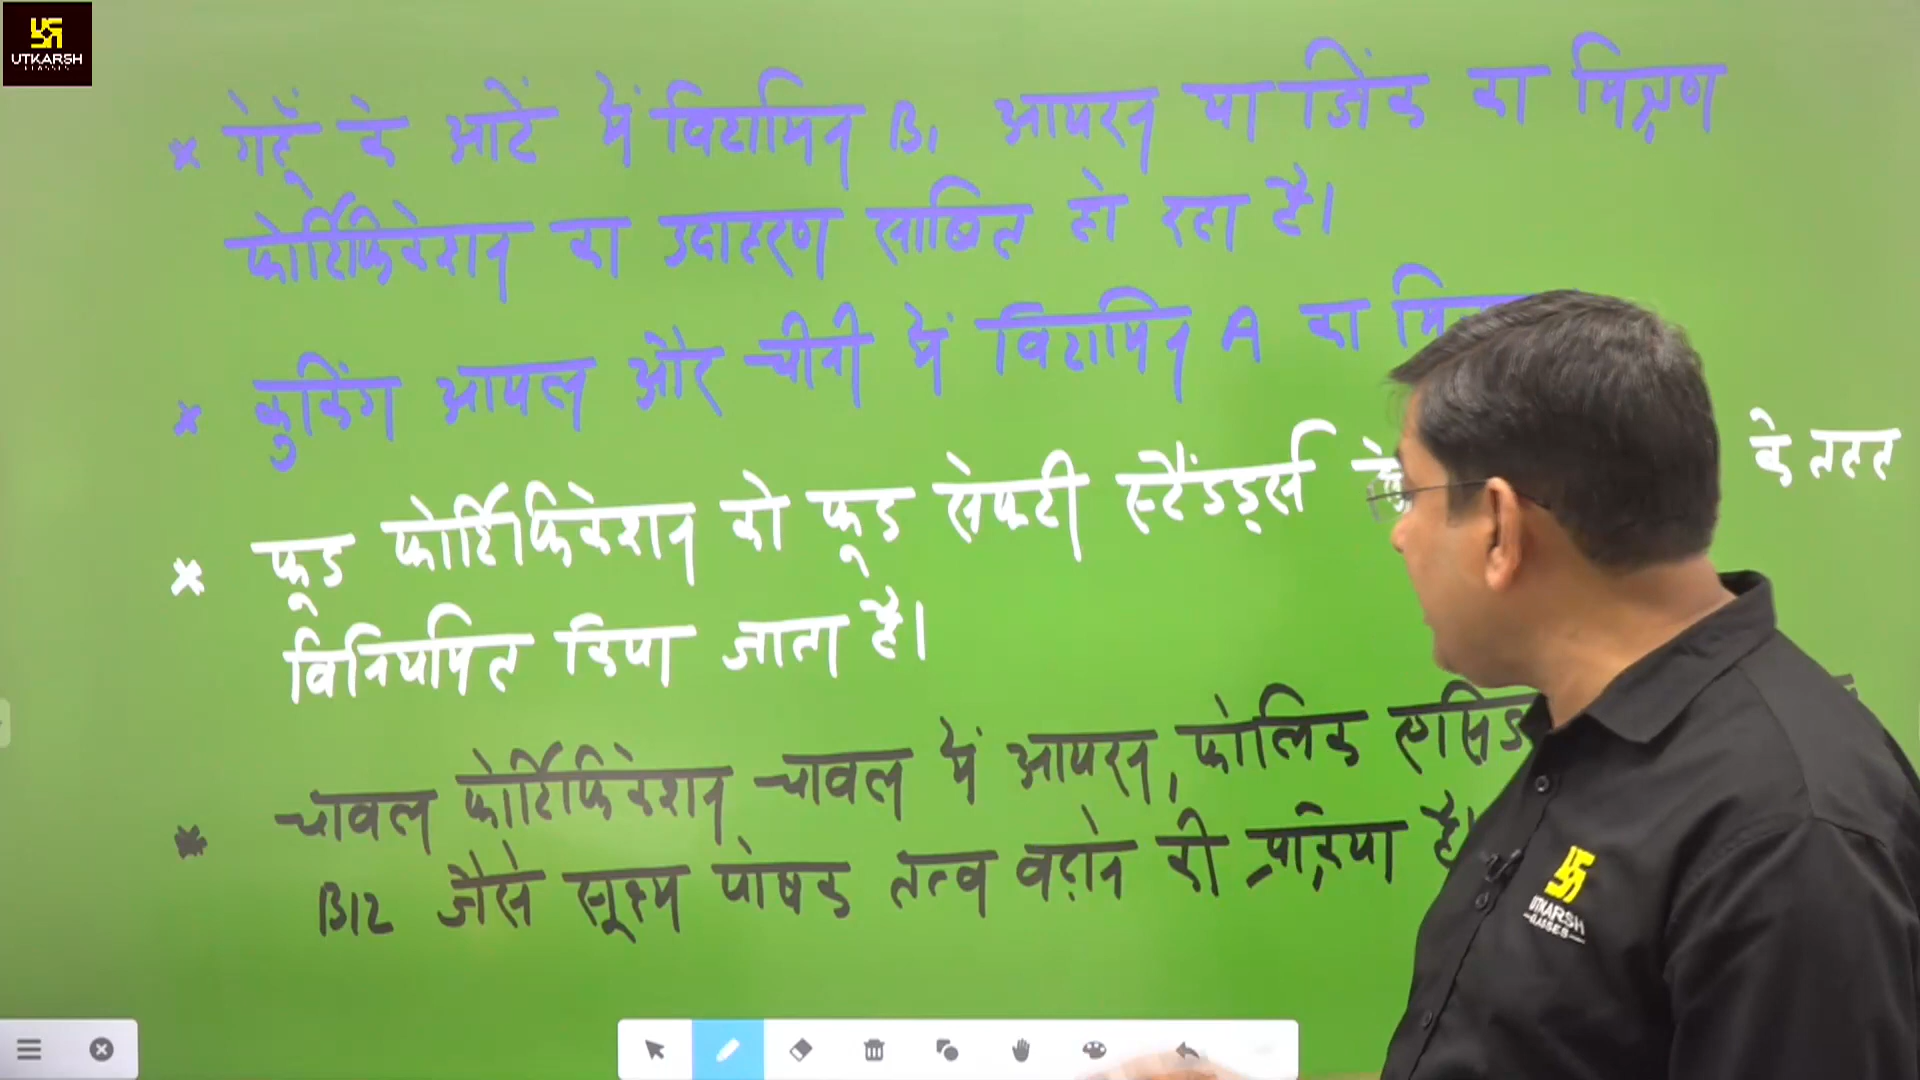 UTKARSH
CLASSES
* गेहूँ के आटें में विटामिन B1 आयरन या जिंक का मिश्रण
फोर्टिफिकेशन का उदाहरण साबित हो रहा है।
* कुकिंग आयल और चीनी में विटामिन A का
* फूड फोर्टिफिकेशन को फूड सेफ्टी स्टैंडर्ड्स के तहत
विनियमित किया जाता है।
* चावल फोर्टिफिकेशन चावल में आयरन, फोलिक एसिड
B12 जैसे सूक्ष्म पोषक तत्व बढ़ाने की प्रक्रिया है।
UTKARSH
CLASSES